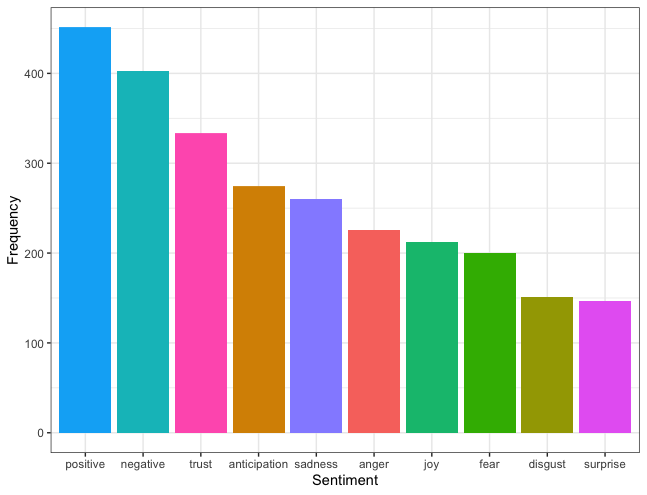 400
300
200
100
0
Frequency
positive negative trust anticipation sadness anger joy fear disgust surprise
Sentiment